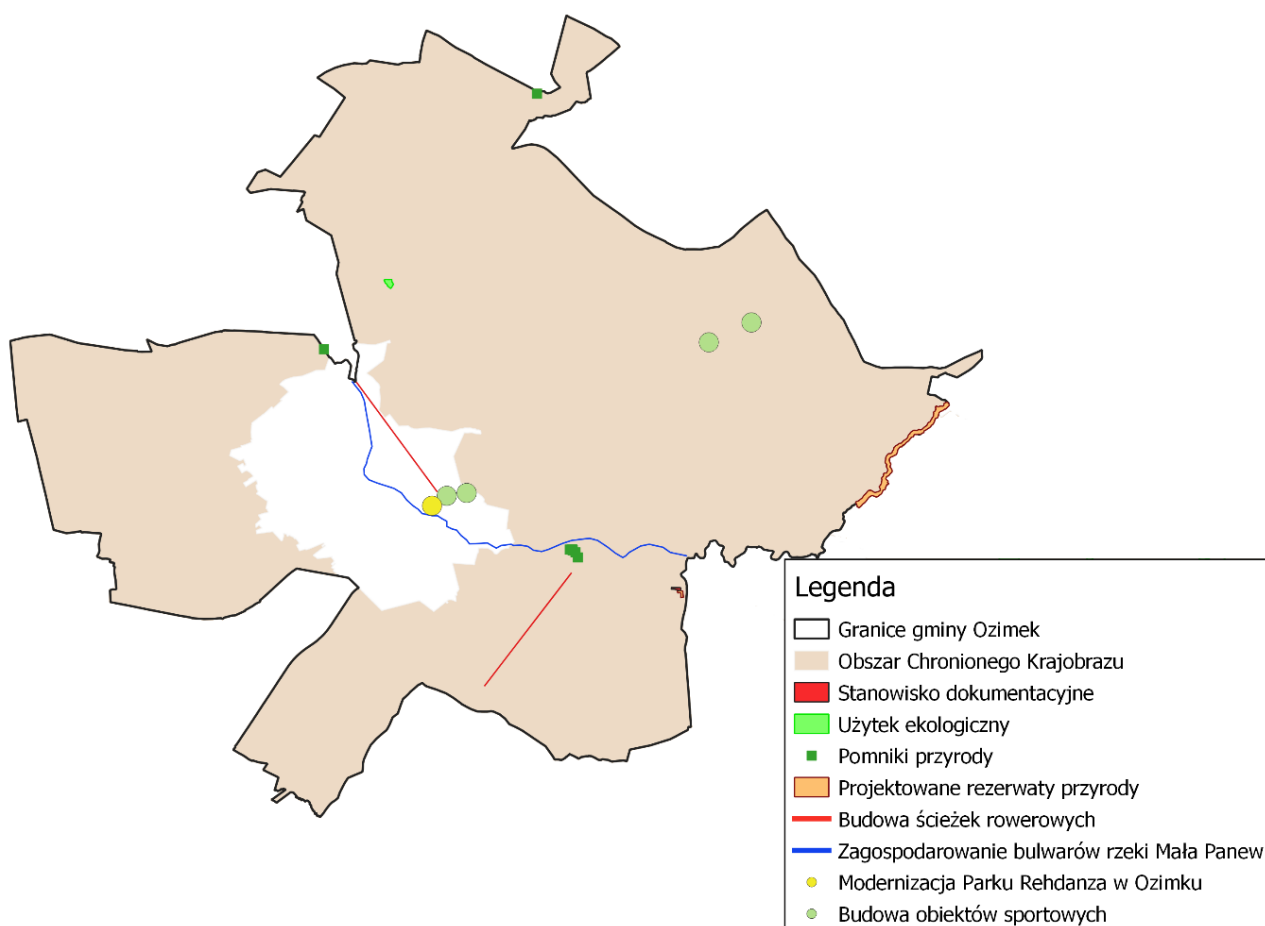 Legenda
Granice gminy Ozimek
Obszar Chronionego Krajobrazu
Stanowisko dokumentacyjne
Użytek ekologiczny
Pomniki przyrody
Projektowane rezerwaty przyrody
Budowa ścieżek rowerowych
Zagospodarowanie bulwarów rzeki Mała Panew
Modernizacja Parku Rehdanza w Ozimku
Budowa obiektów sportowych